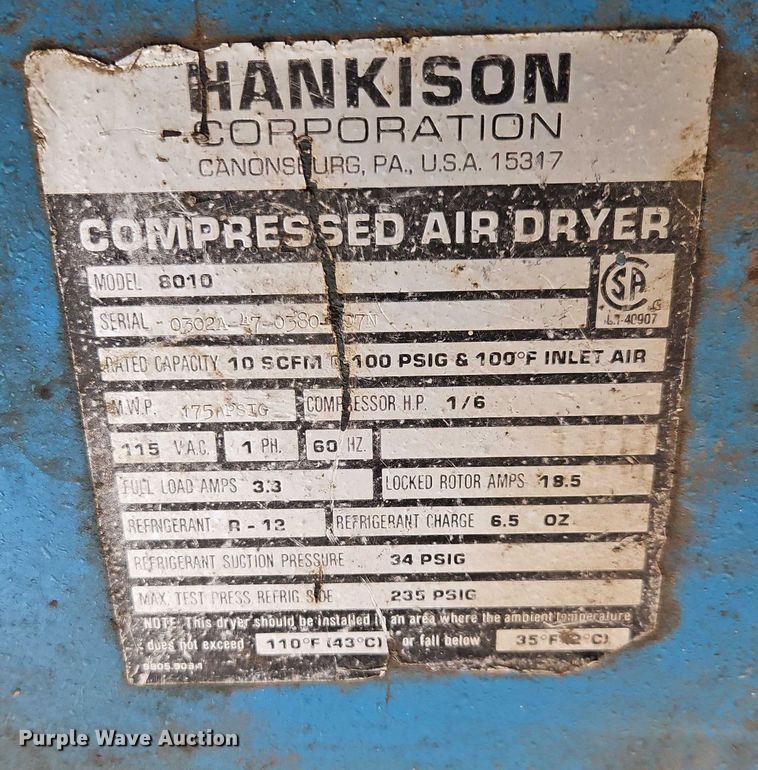 HANKISON
CORPORATION
CANONSBURG, PA., U.S.A. 15317
COMPRESSED AIR DRYER
MODEL 8010
SERIAL
RATED CAPACITY 10 SCFM @ 100 PSIG & 100°F INLET AIR
M.W.P. 175 PSIG COMPRESSOR H.P. 1/6
115 V.A.C. 1 PH. 60 HZ.
FULL LOAD AMPS 3.3 LOCKED ROTOR AMPS 18.5
REFRIGERANT R-12 REFRIGERANT CHARGE 6.5 OZ.
REFRIGERANT SUCTION PRESSURE 34 PSIG
MAX. TEST PRESS REFRIG SIDE 235 PSIG
NOTE: This dryer should be installed in an area where the ambient temperature
does not exceed 110°F (43°C) or fall below 35°F (2°C)
Purple Wave Auction